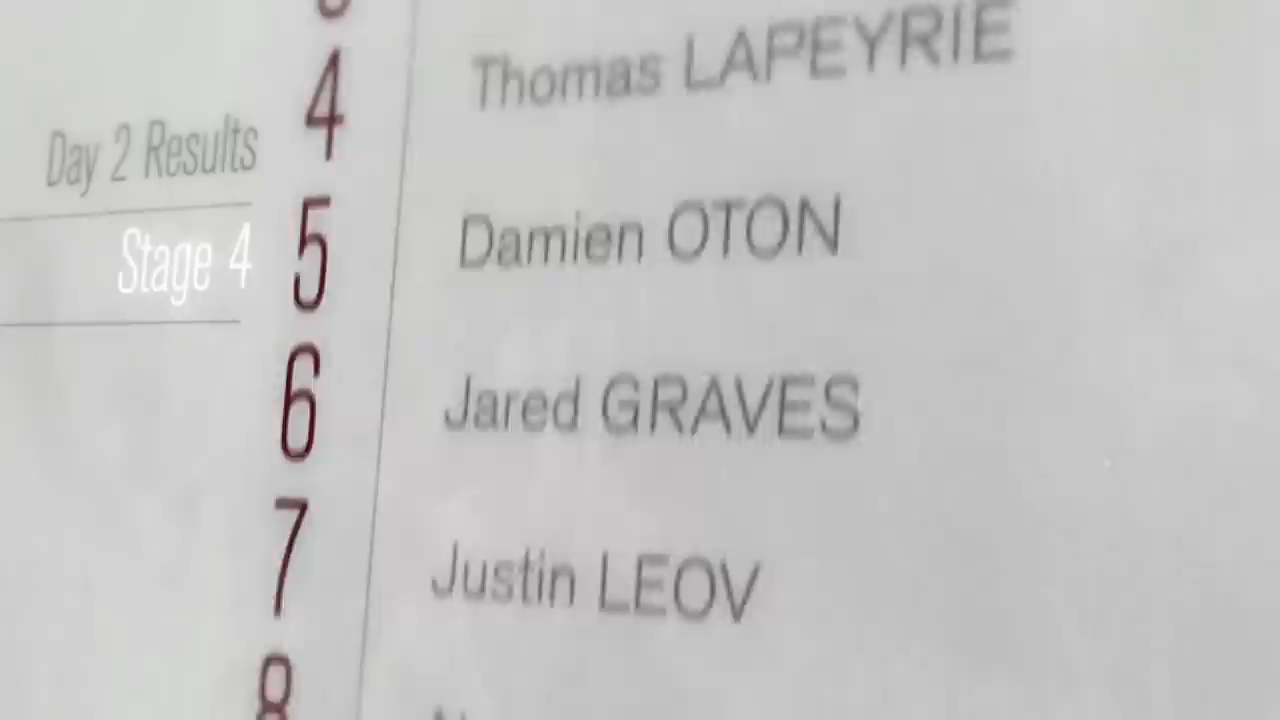 Day 2 Results
Stage 4
4 Thomas LAPEYRIE
5 Damien OTON
6 Jared GRAVES
7 Justin LEOV
8